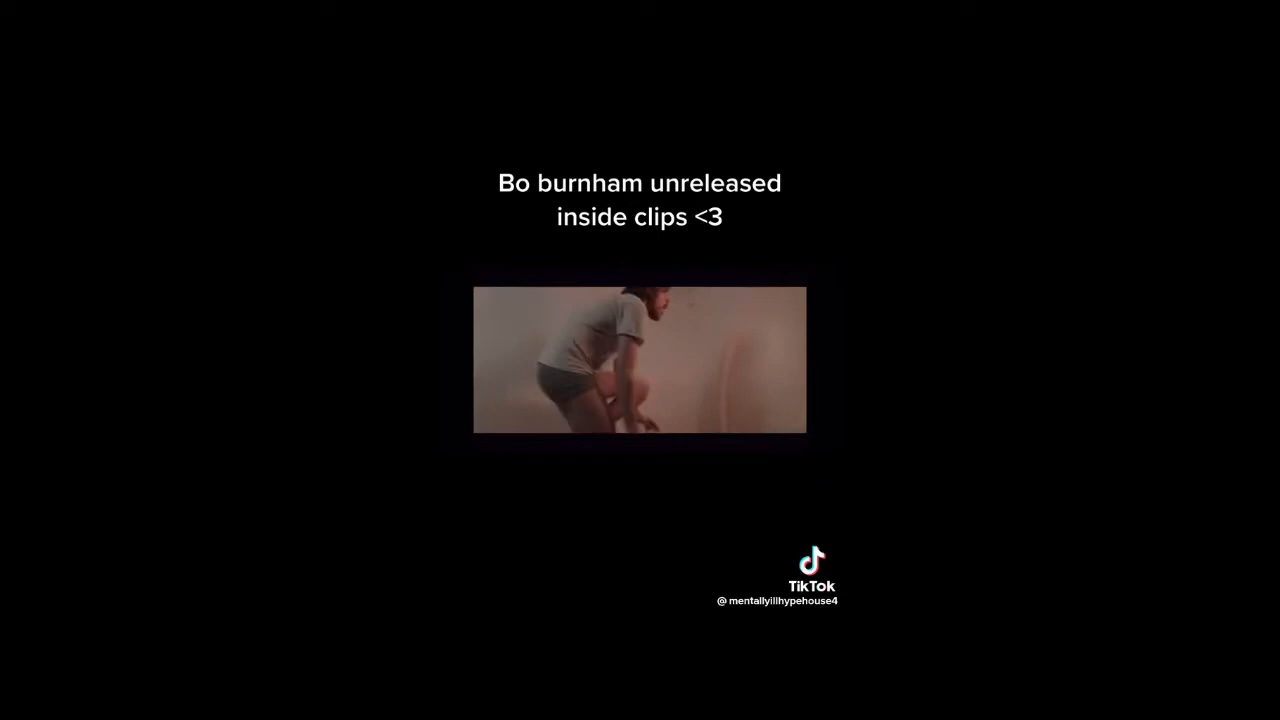 Bo burnham unreleased
inside clips <3
TikTok
@ mentallyillhypehouse4